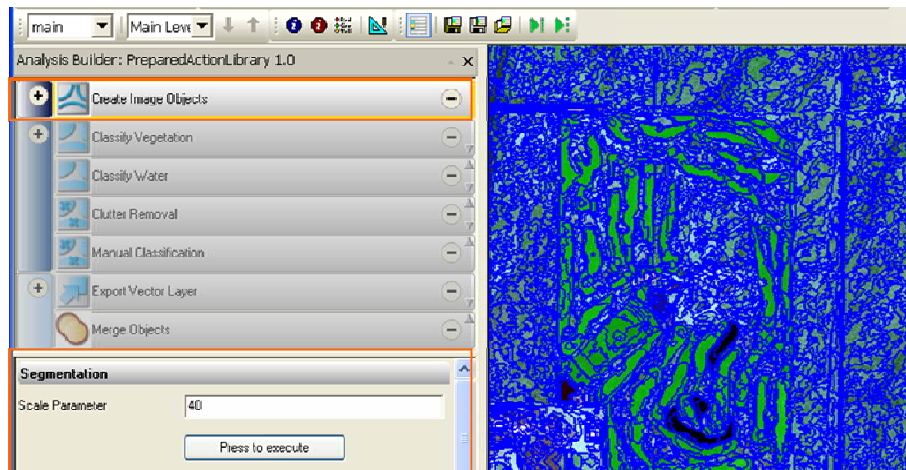 main Main Leve
Analysis Builder: PreparedActionLibrary 1.0
Create Image Objects
Classify Vegetation
Classify Water
Clutter Removal
Manual Classification
Export Vector Layer
Merge Objects
Segmentation
Scale Parameter 40
Press to execute